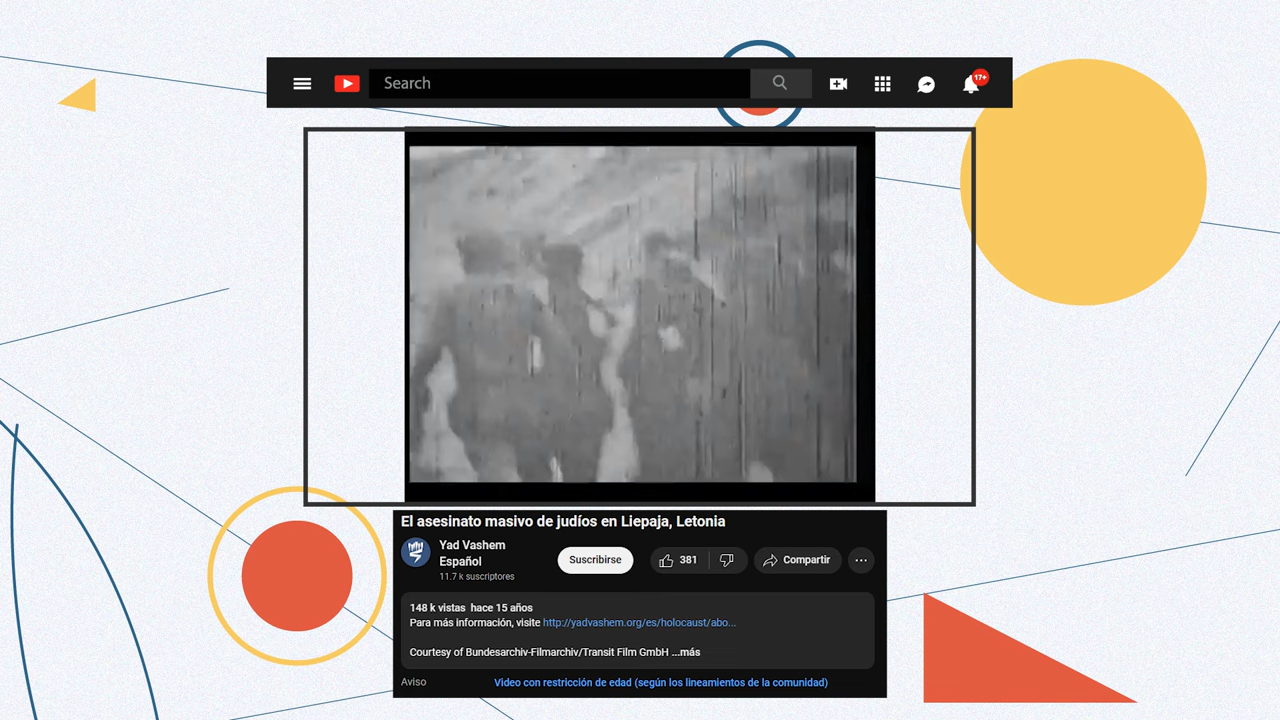 Search
17+
El asesinato masivo de judíos en Liepaja, Letonia
Yad Vashem
Español
11.7 k suscriptores
Suscribirse
381
Compartir
148 k vistas hace 15 años
Para más información, visite http://yadvashem.org/es/holocaust/abo...
Courtesy of Bundesarchiv-Filmarchiv/Transit Film GmbH ...más
Aviso
Video con restricción de edad (según los lineamientos de la comunidad)